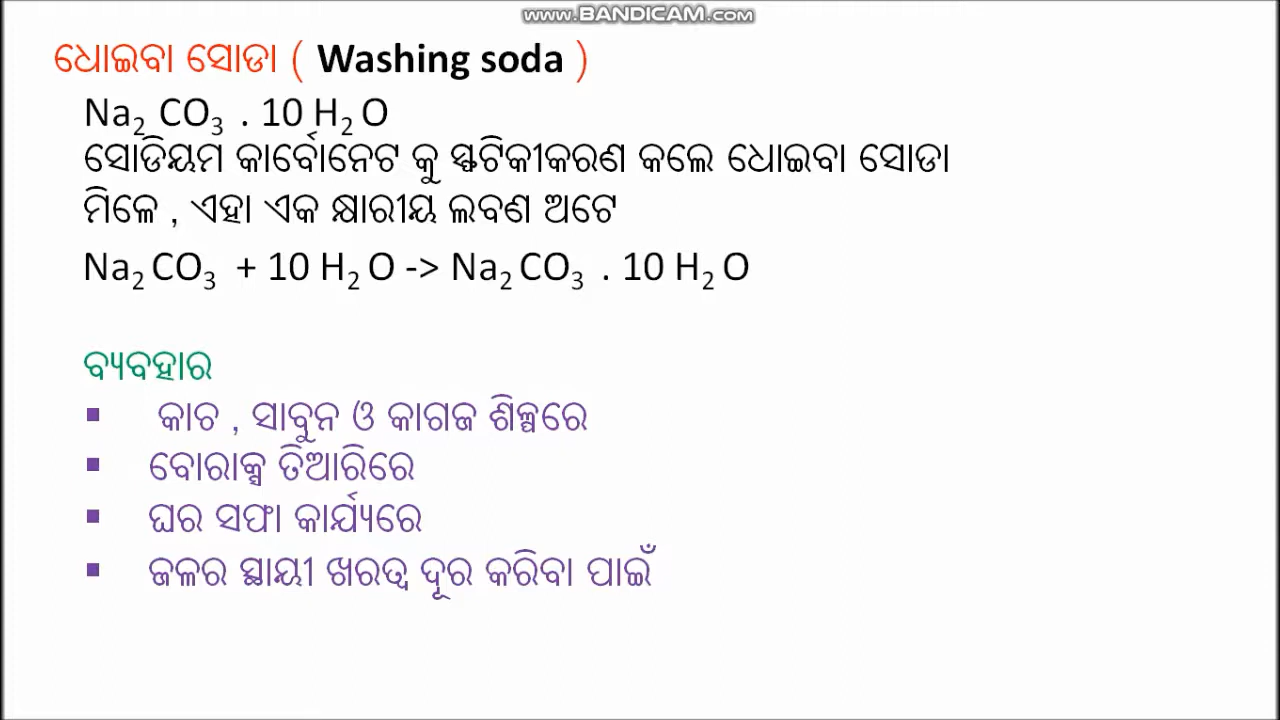 www.BANDICAM.com
ଧୋଇବା ସୋଡା ( Washing soda )
Na₂ CO₃ . 10 H₂ O
ସୋଡିୟମ କାର୍ବୋନେଟ କୁ ସ୍ଫଟିକୀକରଣ କଲେ ଧୋଇବା ସୋଡା
ମିଳେ , ଏହା ଏକ କ୍ଷାରୀୟ ଲବଣ ଅଟେ
Na₂ CO₃ + 10 H₂ O -> Na₂ CO₃ . 10 H₂ O
ବ୍ୟବହାର
▪ କାଚ , ସାବୁନ ଓ କାଗଜ ଶିଳ୍ପରେ
▪ ବୋରାକ୍ସ ତିଆରିରେ
▪ ଘର ସଫା କାର୍ଯ୍ୟରେ
▪ ଜଳର ସ୍ଥାୟୀ ଖରତ୍ୱ ଦୂର କରିବା ପାଇଁ